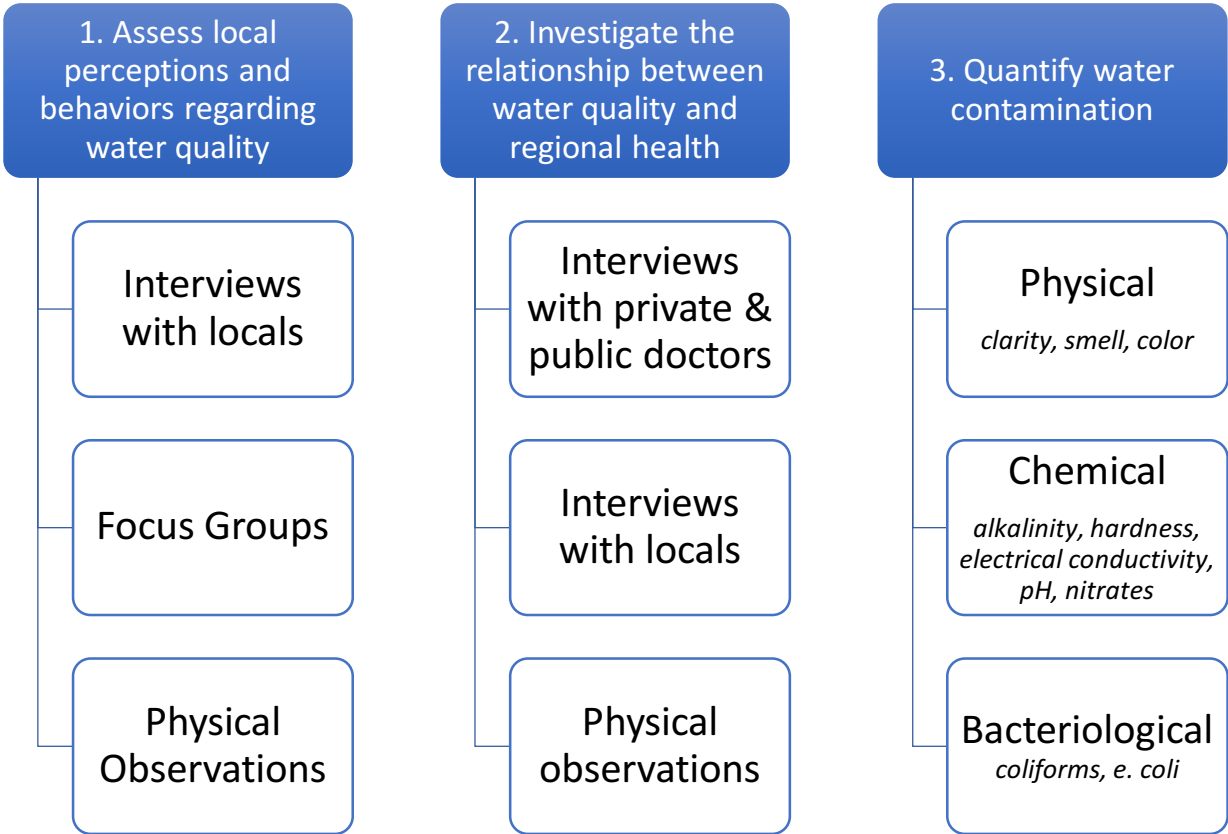 1. Assess local
perceptions and
behaviors regarding
water quality
Interviews
with locals
Focus Groups
Physical
Observations
2. Investigate the
relationship between
water quality and
regional health
Interviews
with private &
public doctors
Interviews
with locals
Physical
observations
3. Quantify water
contamination
Physical
clarity, smell, color
Chemical
alkalinity, hardness,
electrical conductivity,
pH, nitrates
Bacteriological
coliforms, e. coli